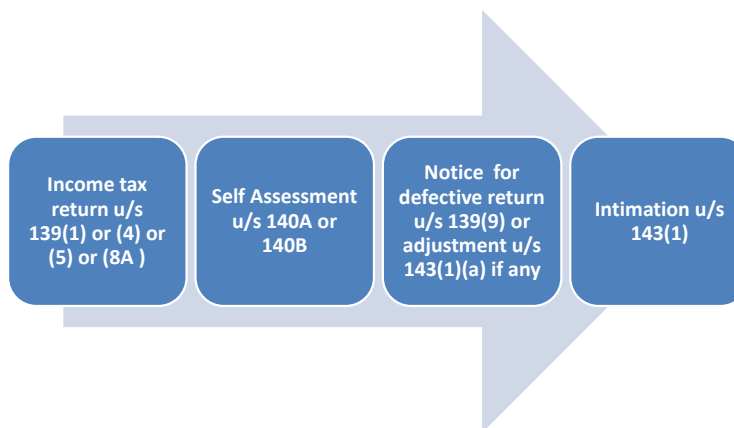 Income tax
return u/s
139(1) or (4) or
(5) or (8A )
Self Assessment
u/s 140A or
140B
Notice for
defective return
u/s 139(9) or
adjustment u/s
143(1)(a) if any
Intimation u/s
143(1)